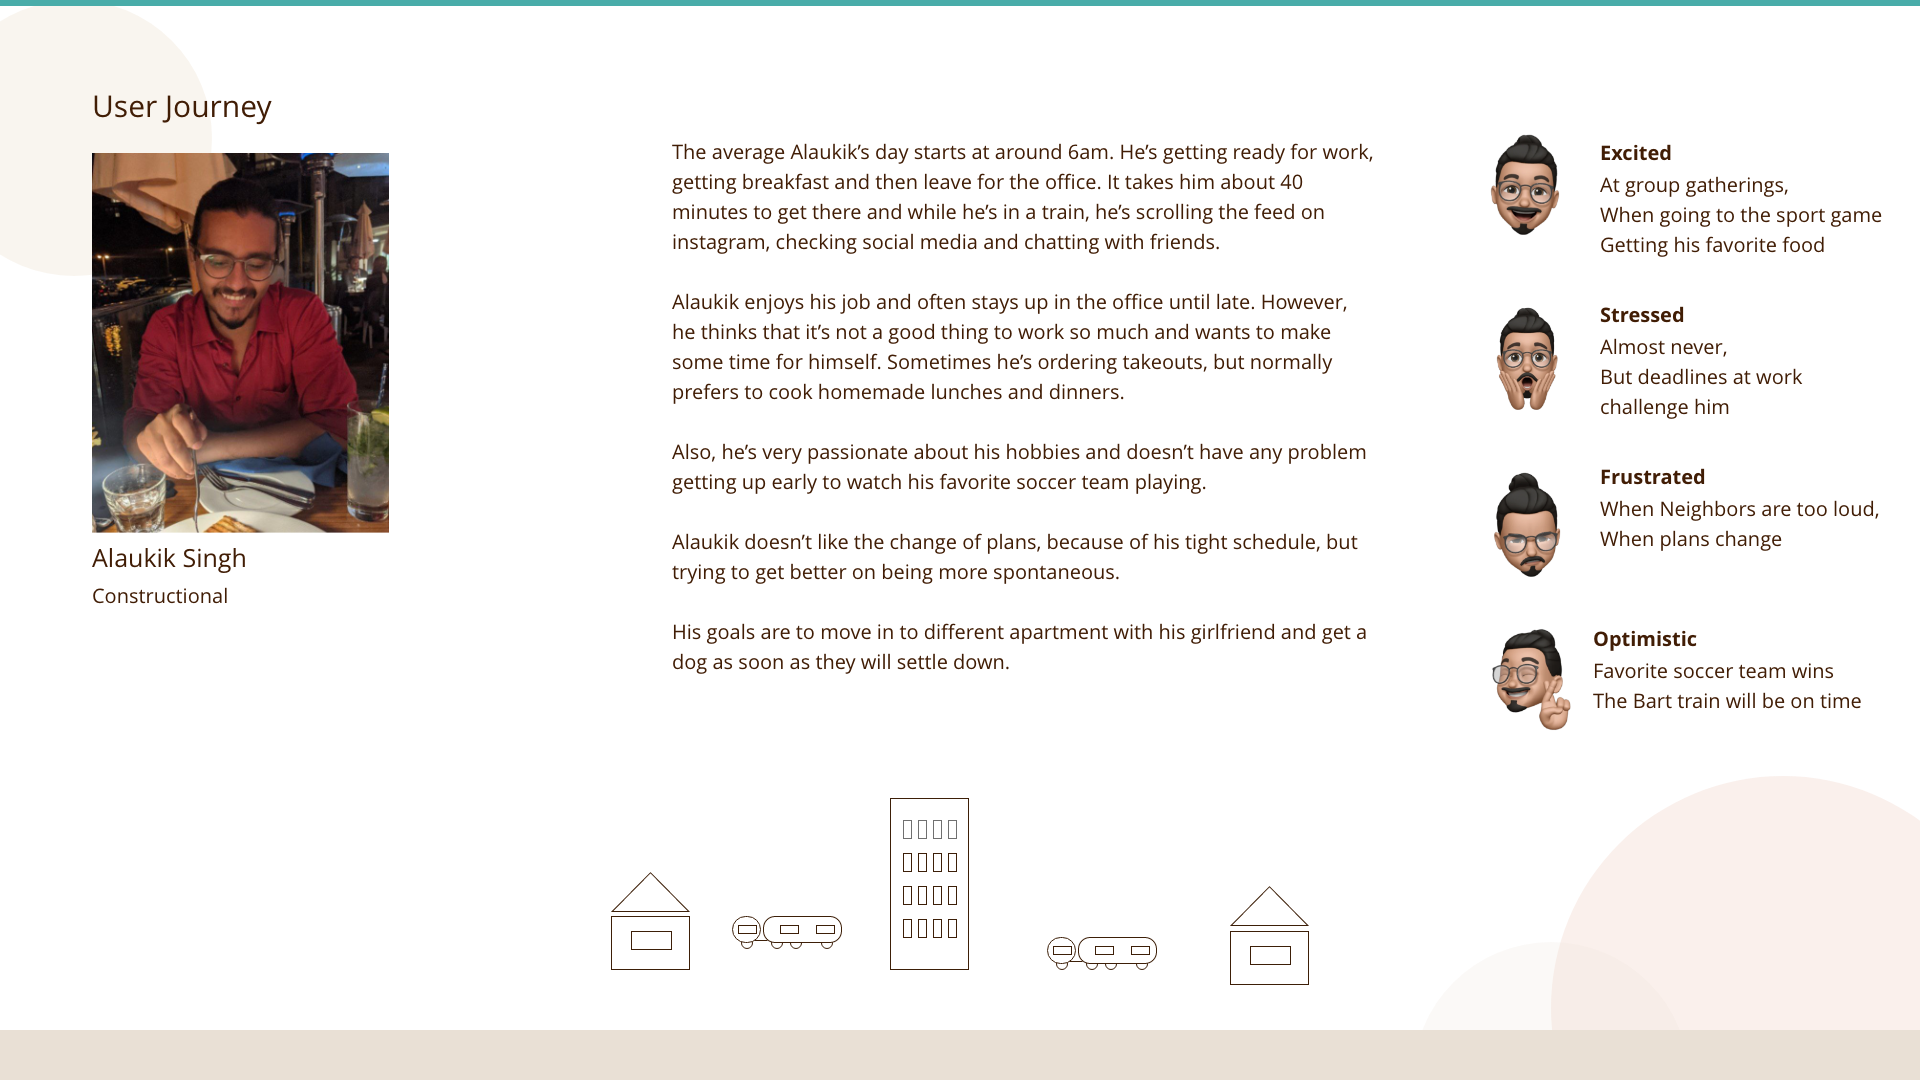 User Journey
Alaukik Singh
Constructional
The average Alaukik’s day starts at around 6am. He’s getting ready for work,
getting breakfast and then leave for the office. It takes him about 40
minutes to get there and while he’s in a train, he’s scrolling the feed on
instagram, checking social media and chatting with friends.
Alaukik enjoys his job and often stays up in the office until late. However,
he thinks that it’s not a good thing to work so much and wants to make
some time for himself. Sometimes he’s ordering takeouts, but normally
prefers to cook homemade lunches and dinners.
Also, he’s very passionate about his hobbies and doesn’t have any problem
getting up early to watch his favorite soccer team playing.
Alaukik doesn’t like the change of plans, because of his tight schedule, but
trying to get better on being more spontaneous.
His goals are to move in to different apartment with his girlfriend and get a
dog as soon as they will settle down.
Excited
At group gatherings,
When going to the sport game
Getting his favorite food
Stressed
Almost never,
But deadlines at work
challenge him
Frustrated
When Neighbors are too loud,
When plans change
Optimistic
Favorite soccer team wins
The Bart train will be on time